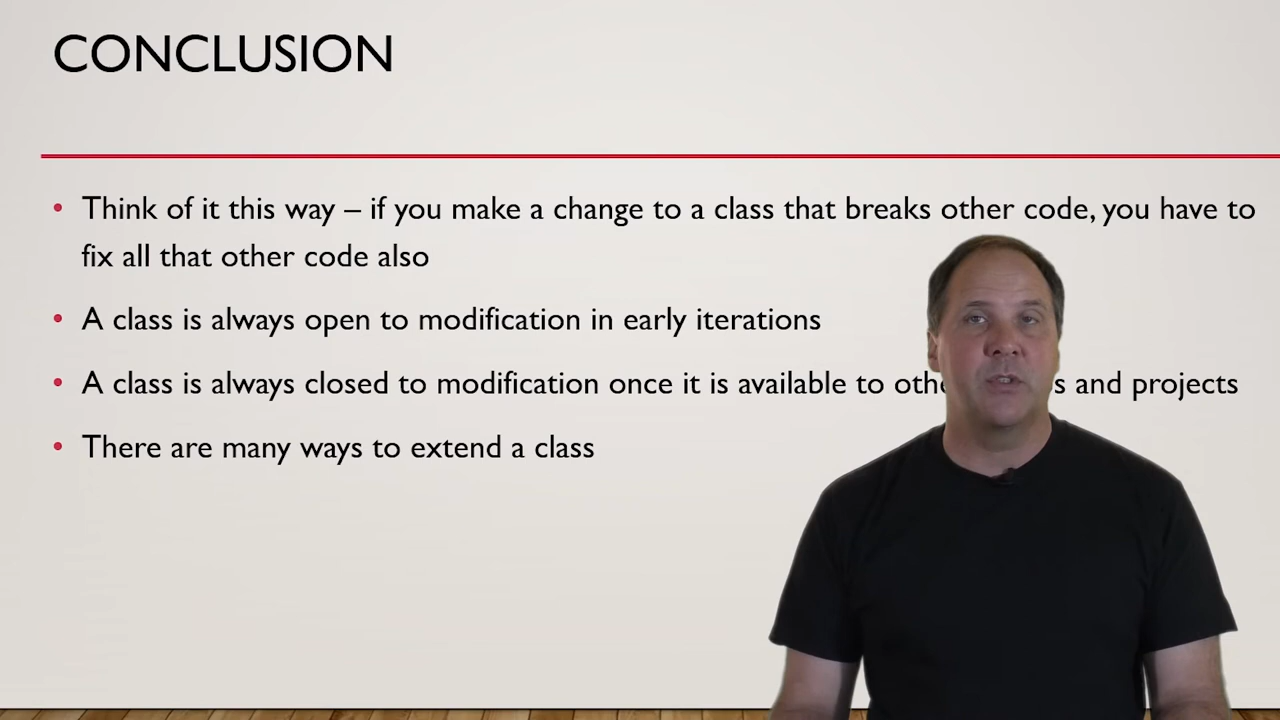 CONCLUSION
• Think of it this way – if you make a change to a class that breaks other code, you have to
fix all that other code also
• A class is always open to modification in early iterations
• A class is always closed to modification once it is available to and projects
• There are many ways to extend a class